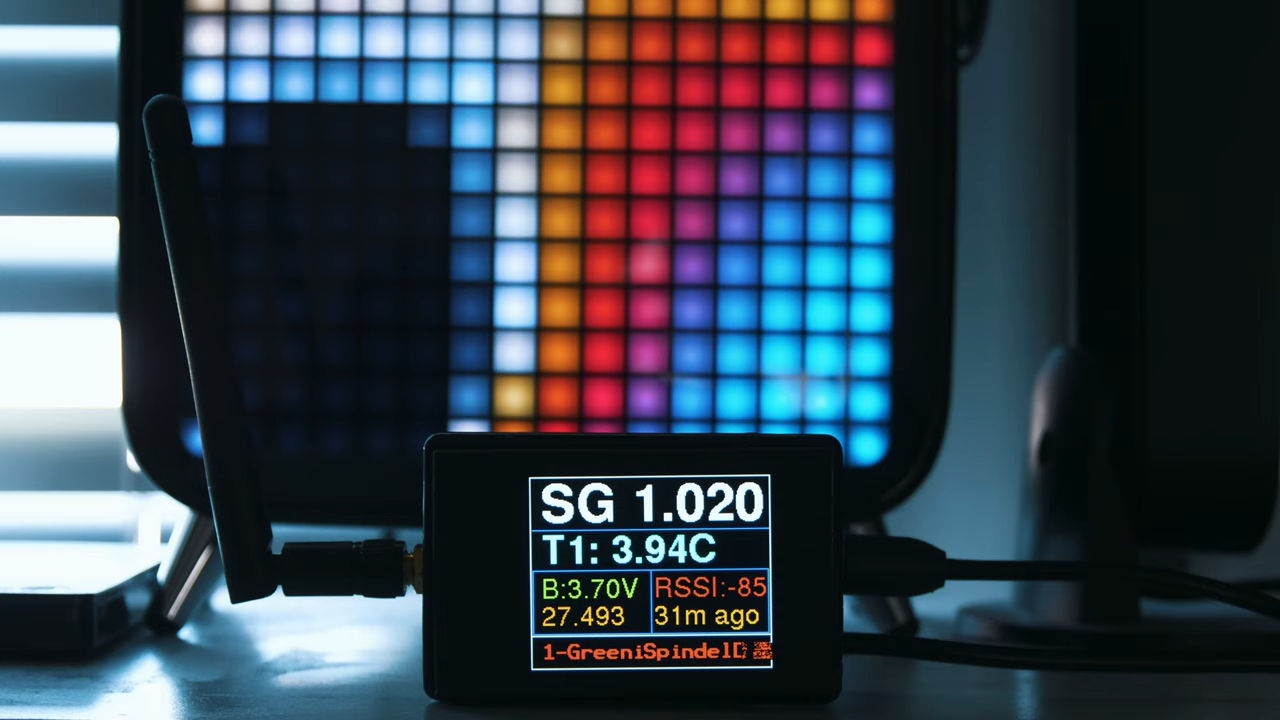 SG 1.020
T1: 3.94C
B:3.70V RSSI:-85
27.493 31m ago
1-GreeniSpindel